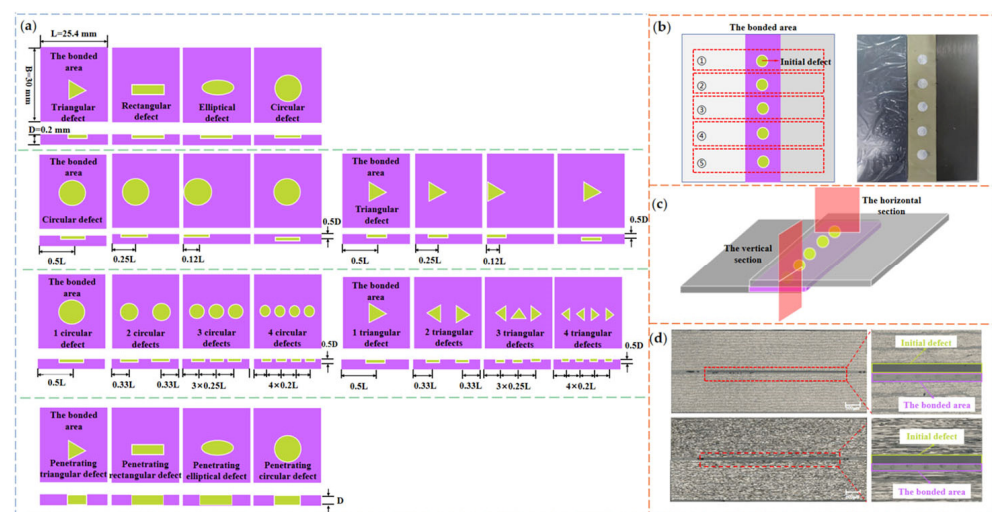 (a)
L=25.4 mm
B=30 mm
D=0.2 mm
The bonded
area
Triangular
defect
Rectangular
defect
Elliptical
defect
Circular
defect
The bonded
area
Circular defect
0.5L
0.25L
0.12L
0.5D
The bonded
area
Triangular
defect
0.5L
0.25L
0.12L
0.5D
The bonded
area
1 circular
defect
2 circular
defects
3 circular
defects
4 circular
defects
0.5D
0.5L
0.33L
0.33L
3×0.25L
4×0.2L
The bonded
area
1 triangular
defect
2 triangular
defects
3 triangular
defects
4 triangular
defects
0.5D
0.5L
0.33L
0.33L
3×0.25L
4×0.2L
The bonded
area
Penetrating
triangular defect
Penetrating
rectangular defect
Penetrating
elliptical defect
Penetrating
circular defect
D
(b)
The bonded area
①
Initial defect
②
③
④
⑤
(c)
The horizontal
section
The vertical
section
(d)
Initial defect
The bonded area
Initial defect
The bonded area